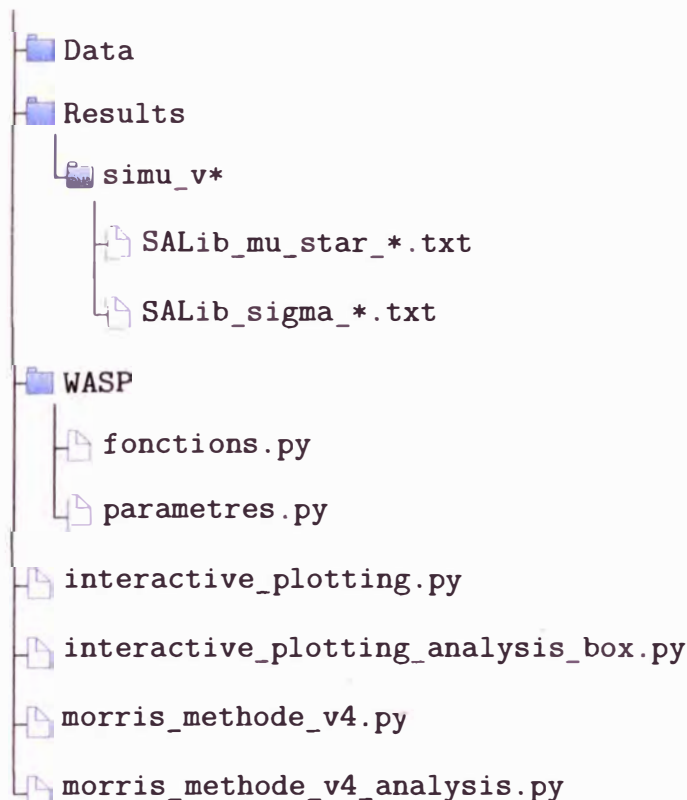 Data
Results
simu_v*
SALib_mu_star_*.txt
SALib_sigma_*.txt
WASP
fonctions.py
parametres.py
interactive_plotting.py
interactive_plotting_analysis_box.py
morris_methode_v4.py
morris_methode_v4_analysis.py